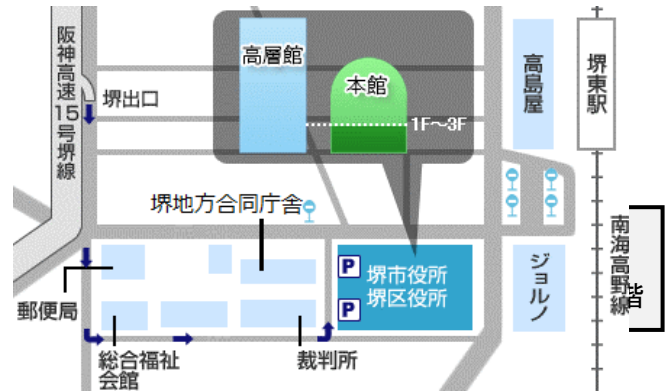 阪神高速15号堺線
堺出口
高層館
本館
1F〜3F
高島屋
堺東駅
堺地方合同庁舎
郵便局
総合福祉
会館
裁判所
P
P
堺市役所
堺区役所
ジョルノ
南海高野線
階